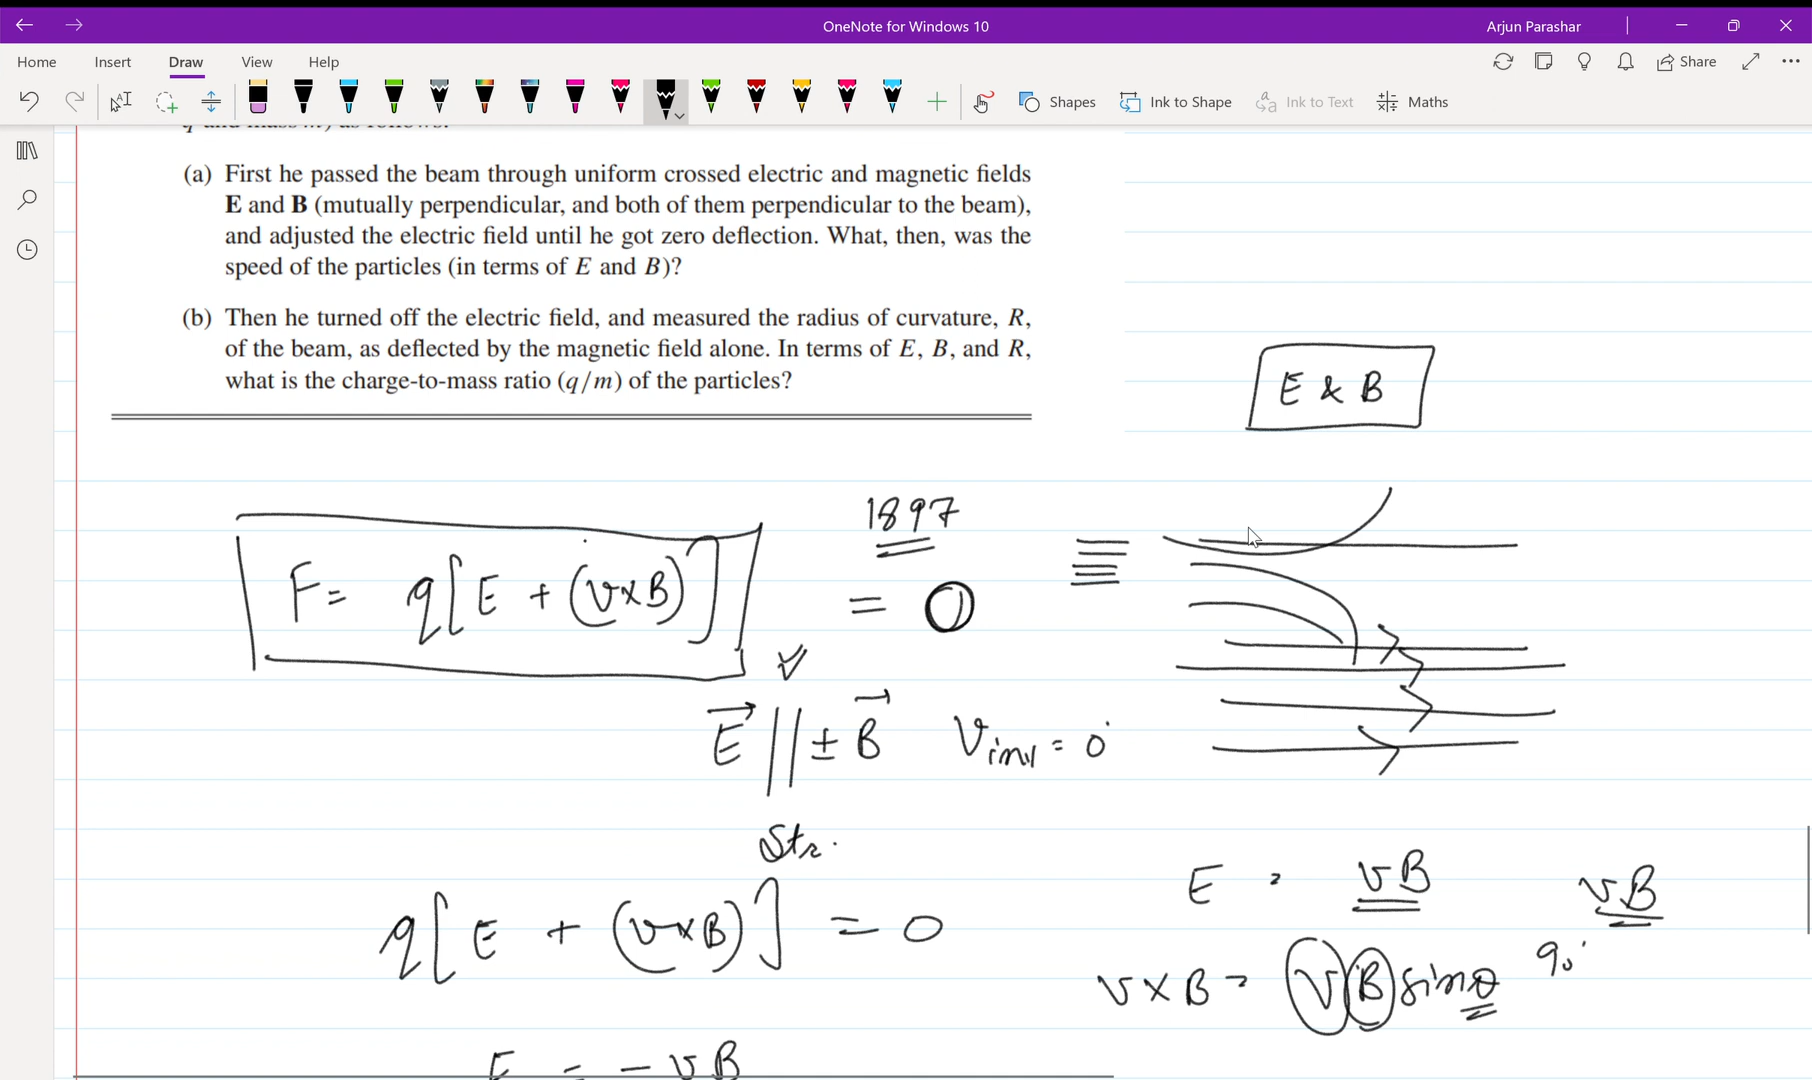 OneNote for Windows 10
Arjun Parashar
Home Insert Draw View Help
Share
Shapes Ink to Shape Ink to Text Maths
q and mass m) as follows:
(a) First he passed the beam through uniform crossed electric and magnetic fields
E and B (mutually perpendicular, and both of them perpendicular to the beam),
and adjusted the electric field until he got zero deflection. What, then, was the
speed of the particles (in terms of E and B)?
(b) Then he turned off the electric field, and measured the radius of curvature, R,
of the beam, as deflected by the magnetic field alone. In terms of E, B, and R,
what is the charge-to-mass ratio (q/m) of the particles?
E & B
1897
F = q[E + (v×B)] = 0
E || ± B
= 0
Str.
E = vB vB
q[E + (v×B)] = 0
v×B = VB sinθ 90°
E = - vB